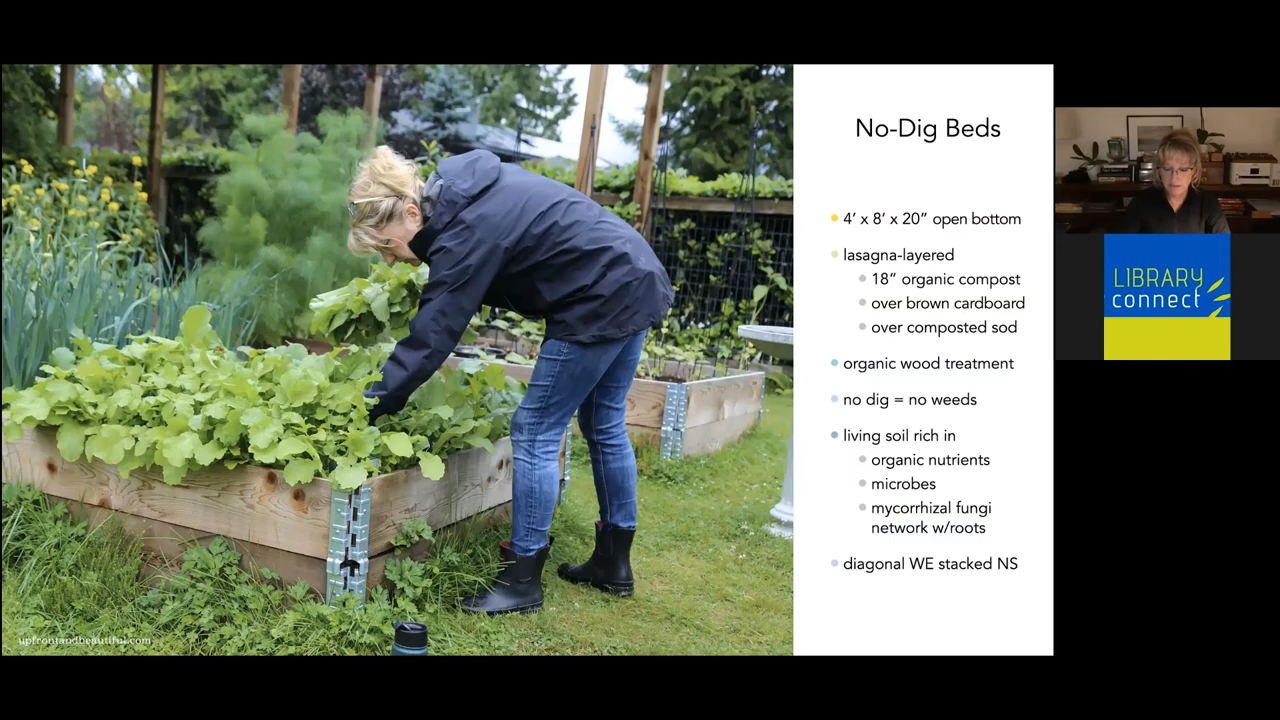 No-Dig Beds
4’ x 8’ x 20” open bottom
lasagna-layered
18” organic compost
over brown cardboard
over composted sod
organic wood treatment
no dig = no weeds
living soil rich in
organic nutrients
microbes
mycorrhizal fungi
network w/roots
diagonal WE stacked NS
upfrontandbeautiful.com
LIBRARY
connect